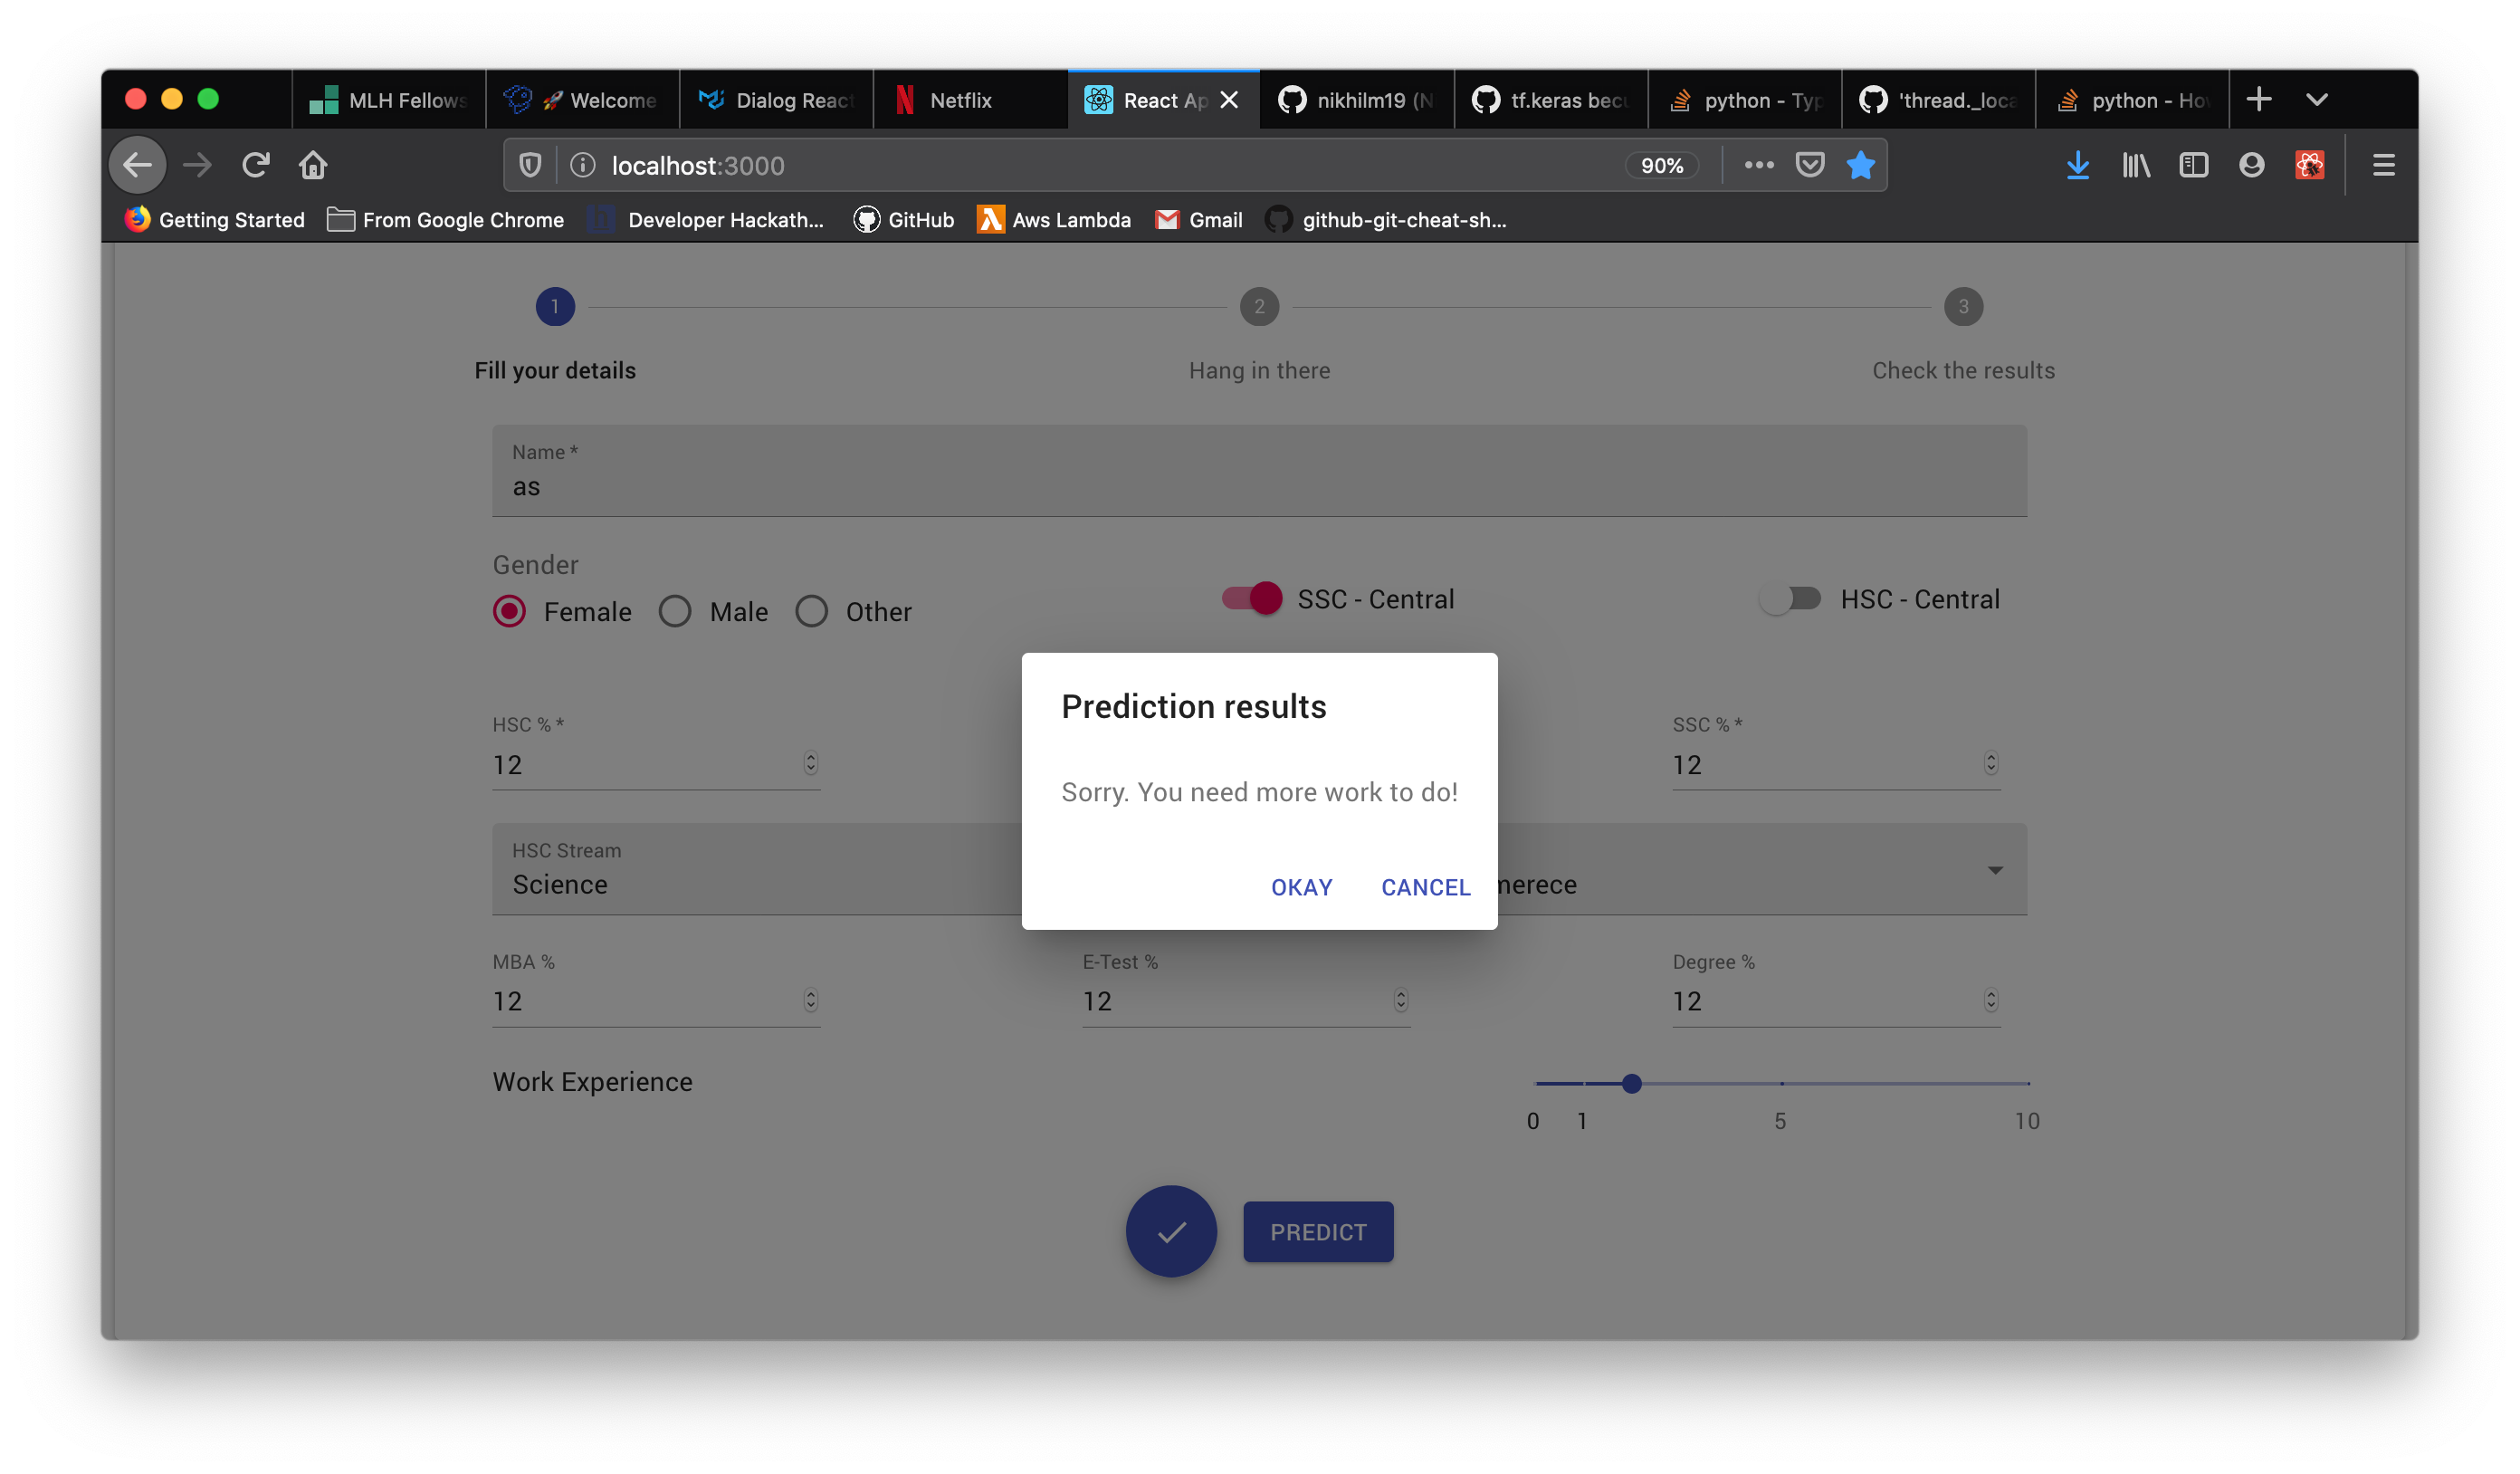 MLH Fellows
🚀 Welcome
Dialog React
Netflix
React Ap
nikhilm19 (N
tf.keras becu
python - Typ
'thread._loca
python - How
localhost:3000
90%
Getting Started
From Google Chrome
Developer Hackath...
GitHub
Aws Lambda
Gmail
github-git-cheat-sh...
1
2
3
Fill your details
Hang in there
Check the results
Name *
as
Gender
Female
Male
Other
SSC - Central
HSC - Central
Prediction results
Sorry. You need more work to do!
OKAY
CANCEL
HSC % *
12
SSC % *
12
HSC Stream
Science
merece
MBA %
12
E-Test %
12
Degree %
12
Work Experience
0
1
5
10
PREDICT